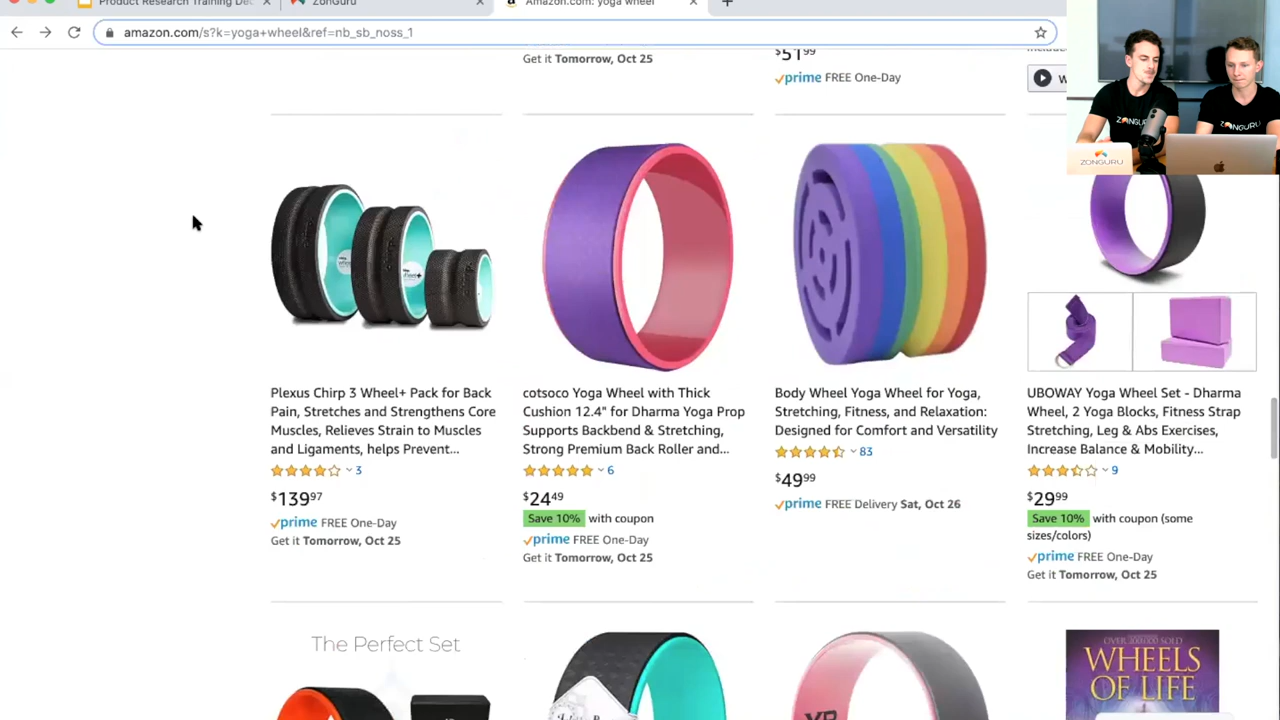 Product Research Training Dec
ZonGuru
Amazon.com: yoga wheel
amazon.com/s?k=yoga+wheel&ref=nb_sb_noss_1
Get it Tomorrow, Oct 25
$51 99
prime FREE One-Day
W
ZONGURU
ZONGURU
ZONGURU
Plexus Chirp 3 Wheel+ Pack for Back
Pain, Stretches and Strengthens Core
Muscles, Relieves Strain to Muscles
and Ligaments, helps Prevent...
3
$139 97
prime FREE One-Day
Get it Tomorrow, Oct 25
cotsoco Yoga Wheel with Thick
Cushion 12.4" for Dharma Yoga Prop
Supports Backbend & Stretching,
Strong Premium Back Roller and...
6
$24 49
Save 10% with coupon
prime FREE One-Day
Get it Tomorrow, Oct 25
Body Wheel Yoga Wheel for Yoga,
Stretching, Fitness, and Relaxation:
Designed for Comfort and Versatility
83
$49 99
prime FREE Delivery Sat, Oct 26
UBOWAY Yoga Wheel Set - Dharma
Wheel, 2 Yoga Blocks, Fitness Strap
Stretching, Leg & Abs Exercises,
Increase Balance & Mobility...
9
$29 99
Save 10% with coupon (some
sizes/colors)
prime FREE One-Day
Get it Tomorrow, Oct 25
The Perfect Set
WHEELS
OF LIFE